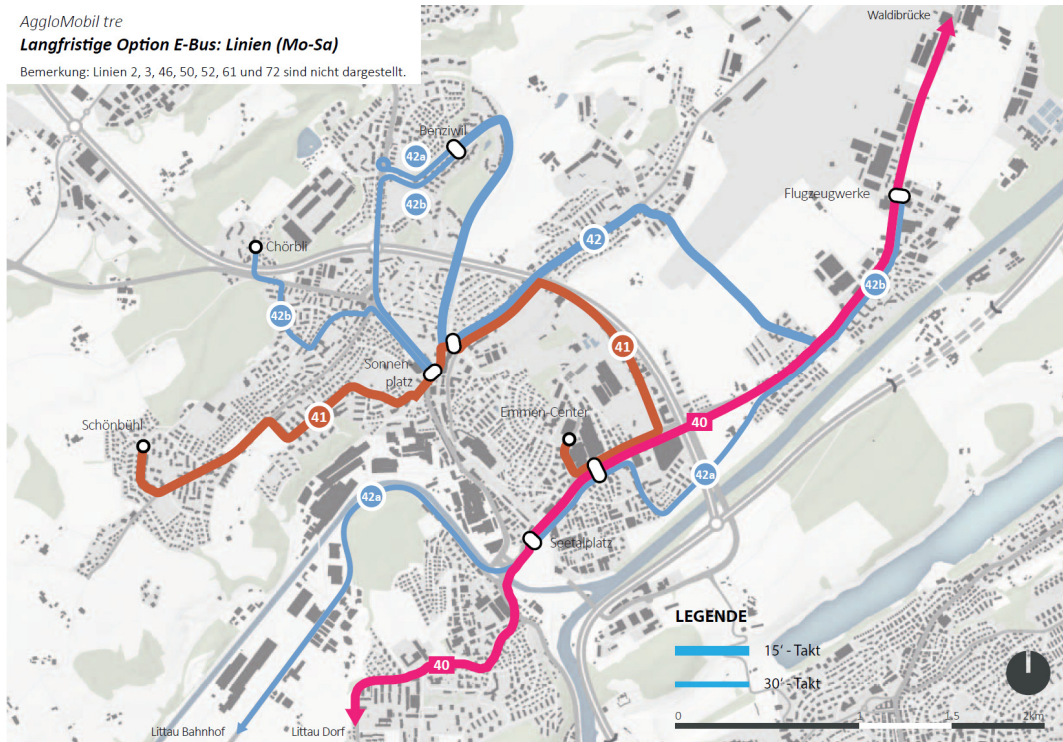 AggloMobil tre
Langfristige Option E-Bus: Linien (Mo-Sa)
Bemerkung: Linien 2, 3, 46, 50, 52, 61 und 72 sind nicht dargestellt.
Waldibrücke
Benziwil
42a
42b
Flugzeugwerke
Chörbli
42
42b
42b
41
Sonnen-
platz
Emmen-Center
41
40
Schönbühl
42a
42a
Seetalplatz
40
LEGENDE
15' - Takt
30' - Takt
Littau Bahnhof
Littau Dorf
0
1
1.5
2km